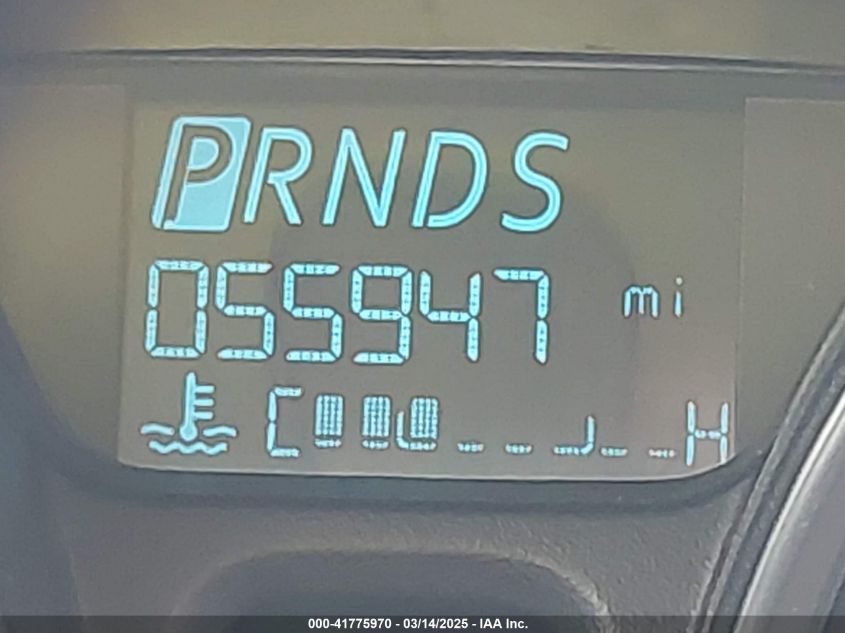 PRNDS
055947 mi
C H
000-41775970 - 03/14/2025 - IAA Inc.